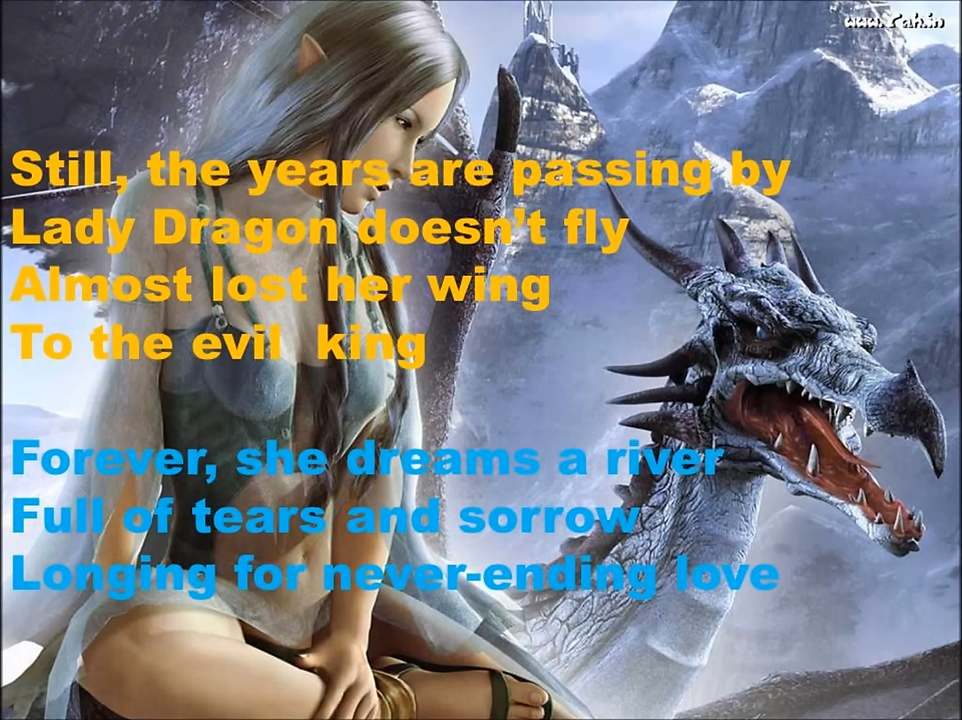 Still, the years are passing by
Lady Dragon doesn't fly
Almost lost her wing
To the evil  king
Forever, she dreams a river
Full of tears and sorrow
Longing for never-ending love